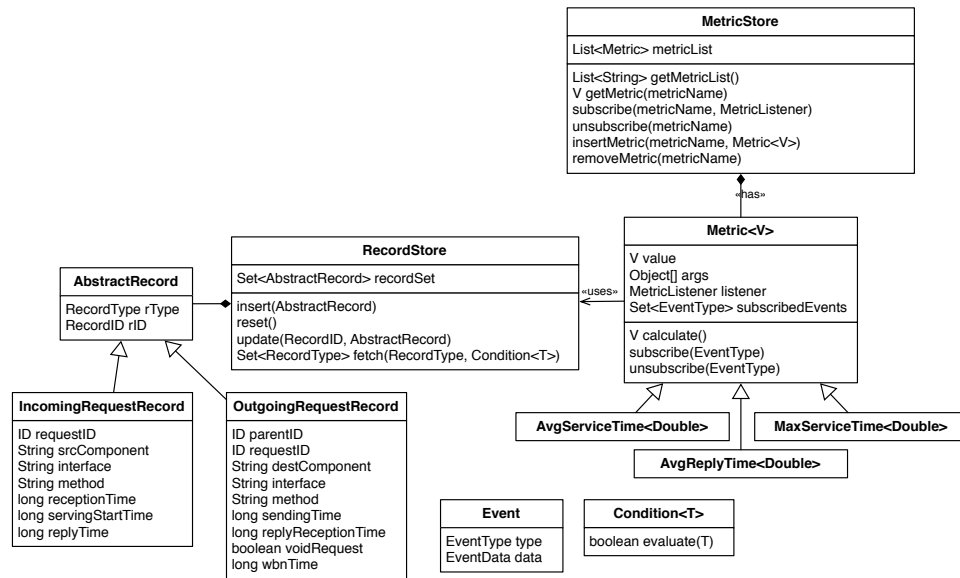 MetricStore
List<Metric> metricList
List<String> getMetricList()
V getMetric(metricName)
subscribe(metricName, MetricListener)
unsubscribe(metricName)
insertMetric(metricName, Metric<V>)
removeMetric(metricName)
«has»
Metric<V>
V value
Object[] args
MetricListener listener
Set<EventType> subscribedEvents
V calculate()
subscribe(EventType)
unsubscribe(EventType)
«uses»
RecordStore
Set<AbstractRecord> recordSet
insert(AbstractRecord)
reset()
update(RecordID, AbstractRecord)
Set<RecordType> fetch(RecordType, Condition<T>)
AbstractRecord
RecordType rType
RecordID rID
IncomingRequestRecord
ID requestID
String srcComponent
String interface
String method
long receptionTime
long servingStartTime
long replyTime
OutgoingRequestRecord
ID parentID
ID requestID
String destComponent
String interface
String method
long sendingTime
long replyReceptionTime
boolean voidRequest
long wbnTime
AvgServiceTime<Double>
MaxServiceTime<Double>
AvgReplyTime<Double>
Event
EventType type
EventData data
Condition<T>
boolean evaluate(T)